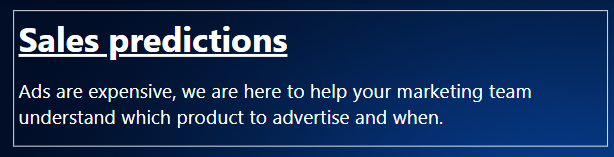 Sales predictions
Ads are expensive, we are here to help your marketing team
understand which product to advertise and when.